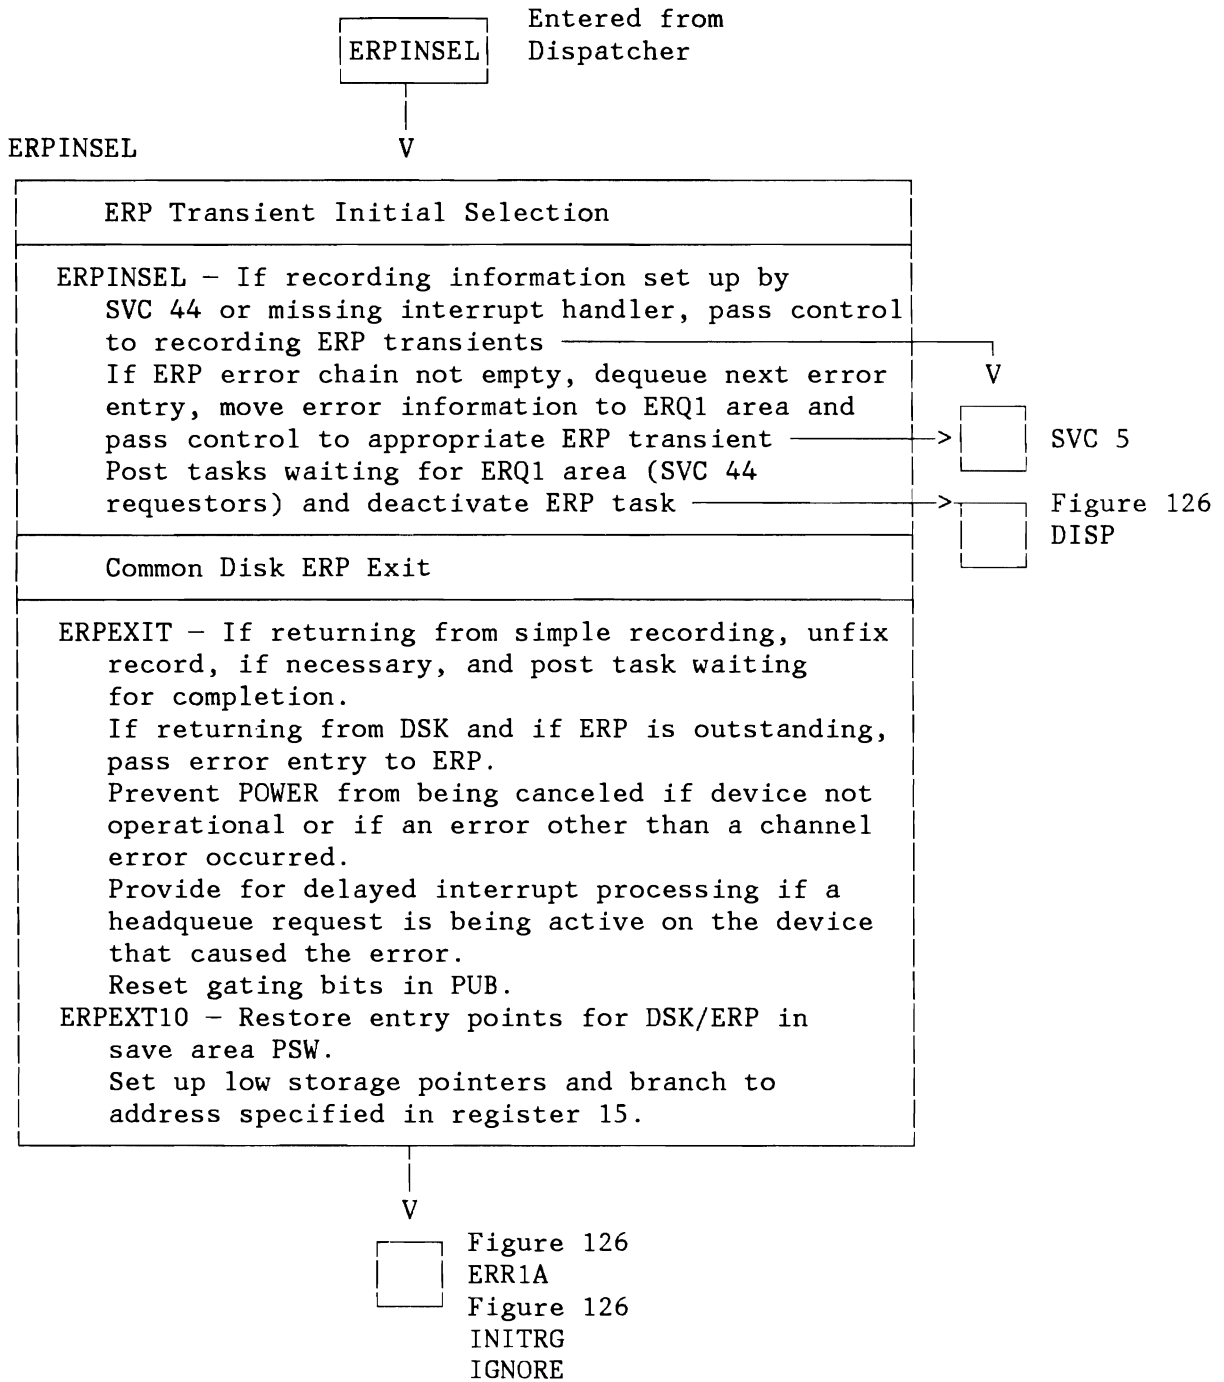 Entered from
ERPINSEL Dispatcher
V
ERPINSEL
ERP Transient Initial Selection
ERPINSEL — If recording information set up by
SVC 44 or missing interrupt handler, pass control
to recording ERP transients
If ERP error chain not empty, dequeue next error
V
entry, move error information to ERQ1 area and
pass control to appropriate ERP transient > SVC 5
Post tasks waiting for ERQ1 area (SVC 44
requestors) and deactivate ERP task > Figure 126
DISP
Common Disk ERP Exit
ERPEXIT — If returning from simple recording, unfix
record, if necessary, and post task waiting
for completion.
If returning from DSK and if ERP is outstanding,
pass error entry to ERP.
Prevent POWER from being canceled if device not
operational or if an error other than a channel
error occurred.
Provide for delayed interrupt processing if a
headqueue request is being active on the device
that caused the error.
Reset gating bits in PUB.
ERPEXT10 — Restore entry points for DSK/ERP in
save area PSW.
Set up low storage pointers and branch to
address specified in register 15.
V
Figure 126
ERR1A
Figure 126
INITRG
IGNORE